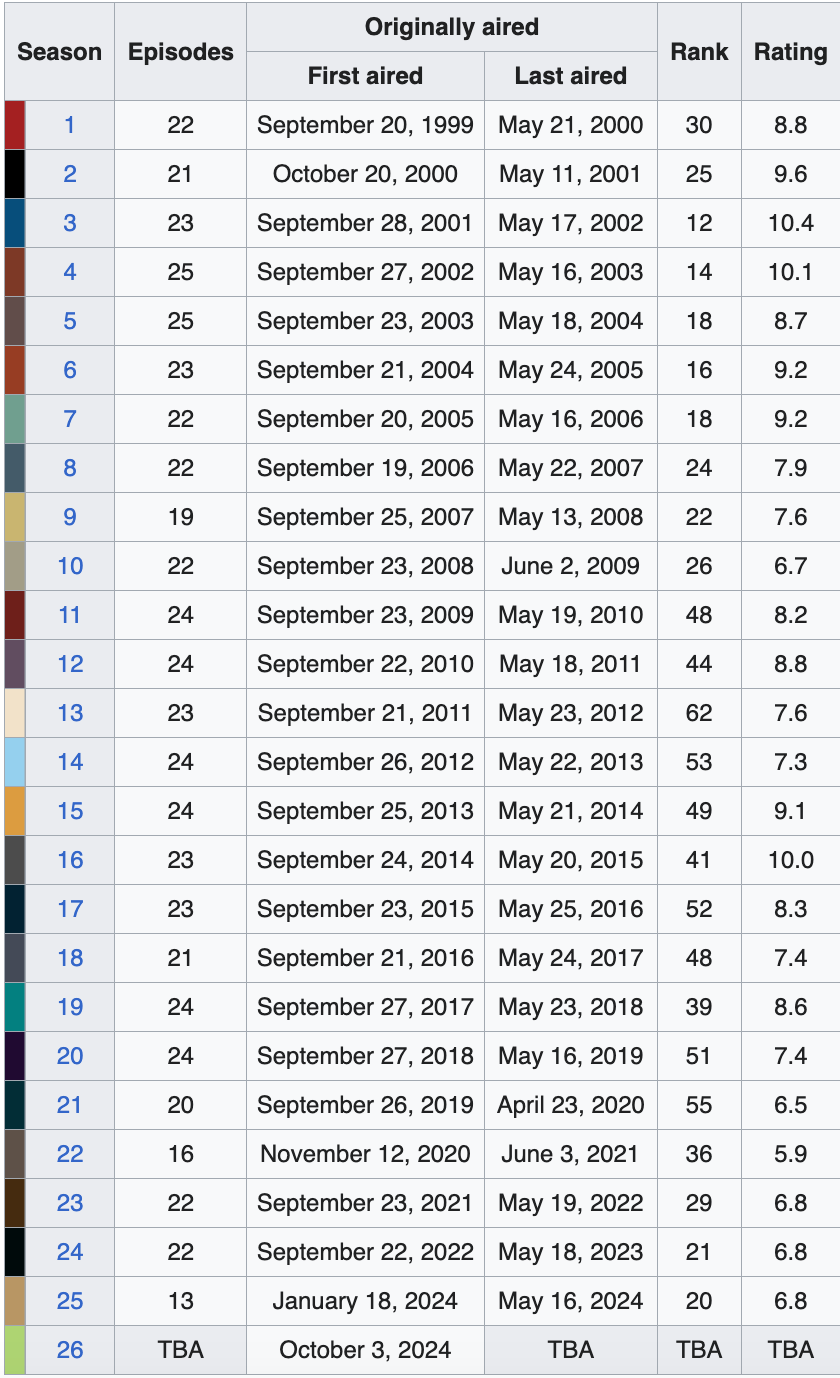 Season Episodes Originally aired Rank Rating
First aired Last aired
1 22 September 20, 1999 May 21, 2000 30 8.8
2 21 October 20, 2000 May 11, 2001 25 9.6
3 23 September 28, 2001 May 17, 2002 12 10.4
4 25 September 27, 2002 May 16, 2003 14 10.1
5 25 September 23, 2003 May 18, 2004 18 8.7
6 23 September 21, 2004 May 24, 2005 16 9.2
7 22 September 20, 2005 May 16, 2006 18 9.2
8 22 September 19, 2006 May 22, 2007 24 7.9
9 19 September 25, 2007 May 13, 2008 22 7.6
10 22 September 23, 2008 June 2, 2009 26 6.7
11 24 September 23, 2009 May 19, 2010 48 8.2
12 24 September 22, 2010 May 18, 2011 44 8.8
13 23 September 21, 2011 May 23, 2012 62 7.6
14 24 September 26, 2012 May 22, 2013 53 7.3
15 24 September 25, 2013 May 21, 2014 49 9.1
16 23 September 24, 2014 May 20, 2015 41 10.0
17 23 September 23, 2015 May 25, 2016 52 8.3
18 21 September 21, 2016 May 24, 2017 48 7.4
19 24 September 27, 2017 May 23, 2018 39 8.6
20 24 September 27, 2018 May 16, 2019 51 7.4
21 20 September 26, 2019 April 23, 2020 55 6.5
22 16 November 12, 2020 June 3, 2021 36 5.9
23 22 September 23, 2021 May 19, 2022 29 6.8
24 22 September 22, 2022 May 18, 2023 21 6.8
25 13 January 18, 2024 May 16, 2024 20 6.8
26 TBA October 3, 2024 TBA TBA TBA